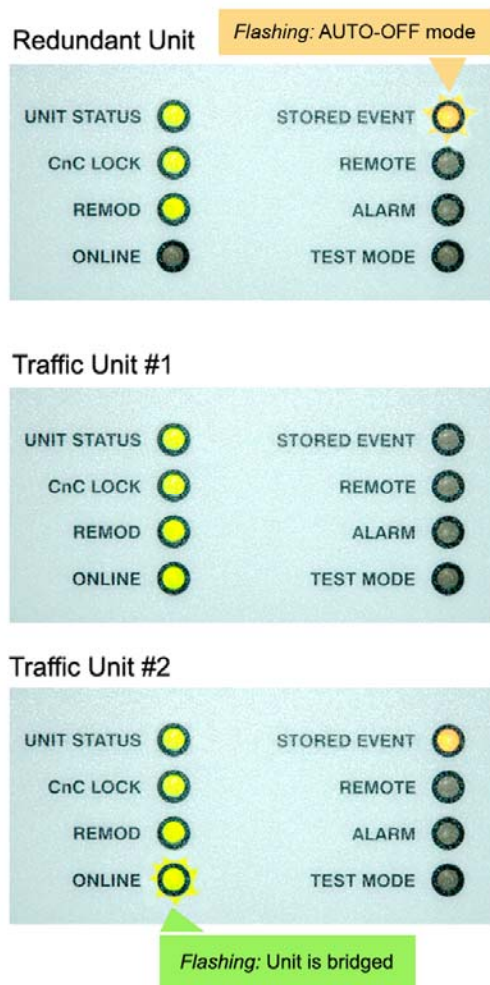 Redundant Unit
Flashing: AUTO-OFF mode
UNIT STATUS
STORED EVENT
CnC LOCK
REMOTE
REMOD
ALARM
ONLINE
TEST MODE
Traffic Unit #1
UNIT STATUS
STORED EVENT
CnC LOCK
REMOTE
REMOD
ALARM
ONLINE
TEST MODE
Traffic Unit #2
UNIT STATUS
STORED EVENT
CnC LOCK
REMOTE
REMOD
ALARM
ONLINE
TEST MODE
Flashing: Unit is bridged